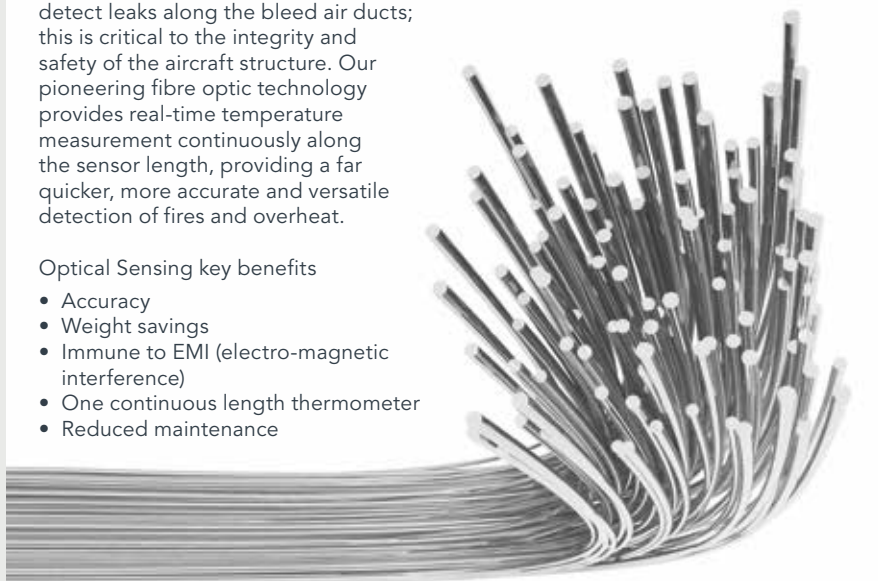 detect leaks along the bleed air ducts;
this is critical to the integrity and
safety of the aircraft structure. Our
pioneering fibre optic technology
provides real-time temperature
measurement continuously along
the sensor length, providing a far
quicker, more accurate and versatile
detection of fires and overheat.
Optical Sensing key benefits
• Accuracy
• Weight savings
• Immune to EMI (electro-magnetic
interference)
• One continuous length thermometer
• Reduced maintenance